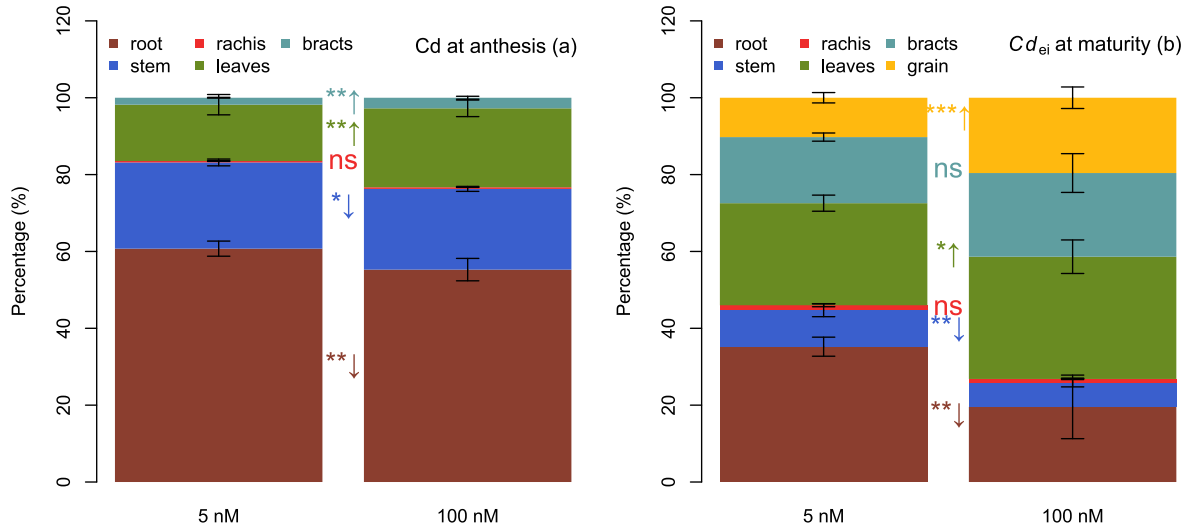 Cd at anthesis (a)
root rachis bracts
stem leaves
Percentage (%)
0 20 40 60 80 100 120
**↑
**↑
ns
*↓
**↓
5 nM 100 nM
Cd_ei at maturity (b)
root rachis bracts
stem leaves grain
Percentage (%)
0 20 40 60 80 100 120
***↑
ns
*↑
ns
**↓
**↓
5 nM 100 nM